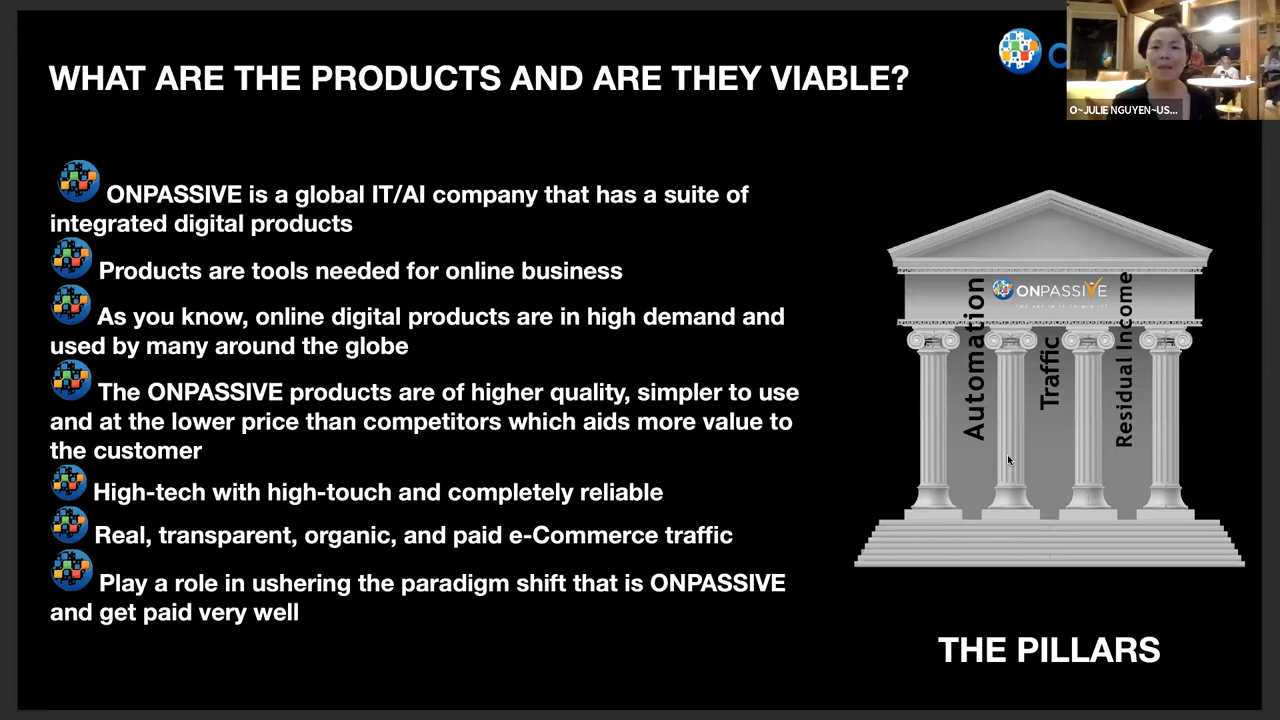 WHAT ARE THE PRODUCTS AND ARE THEY VIABLE?
O
O~JULIE NGUYEN~US...
ONPASSIVE is a global IT/AI company that has a suite of
integrated digital products
Products are tools needed for online business
As you know, online digital products are in high demand and
used by many around the globe
The ONPASSIVE products are of higher quality, simpler to use
and at the lower price than competitors which aids more value to
the customer
High-tech with high-touch and completely reliable
Real, transparent, organic, and paid e-Commerce traffic
Play a role in ushering the paradigm shift that is ONPASSIVE
and get paid very well
ONPASSIVE
Automation
Traffic
Residual Income
THE PILLARS